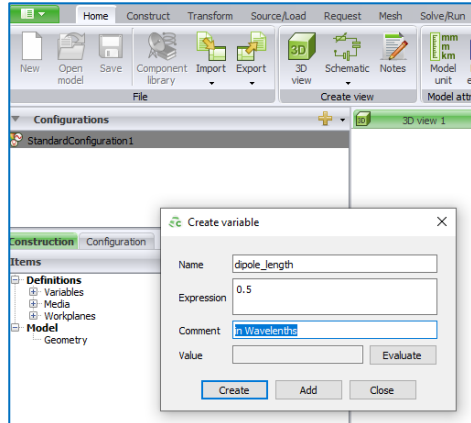 Home Construct Transform Source/Load Request Mesh Solve/Run
New Open model Save Component library Import Export 3D view Schematic Notes Model unit
mm
m
km
3D
File Create view Model att
Configurations 3D view 1
StandardConfiguration1
Create variable
Construction Configuration
Items
Name dipole_length
Definitions
Variables
Expression 0.5
Media
Workplanes
Model
Comment in Wavelenths
Geometry
Value Evaluate
Create Add Close